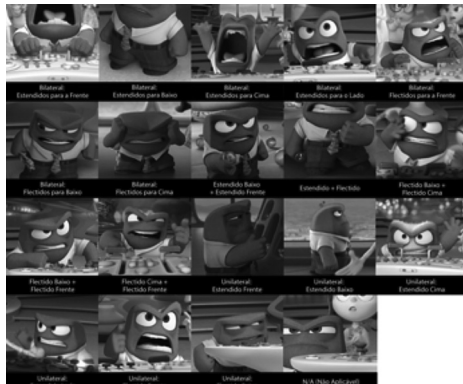 Bilateral:
Estendidos para a Frente
Bilateral:
Estendidos para Baixo
Bilateral:
Estendidos para Cima
Bilateral:
Estendidos para o Lado
Bilateral:
Flectidos para a Frente
Bilateral:
Flectidos para Baixo
Bilateral:
Flectidos para Cima
Estendido Baixo
+ Estendido Frente
Estendido + Flectido
Flectido Baixo +
Flectido Cima
Flectido Baixo +
Flectido Frente
Flectido Cima +
Flectido Frente
Unilateral:
Estendido Frente
Unilateral:
Estendido Baixo
Unilateral:
Estendido Cima
Unilateral:
Unilateral:
Unilateral:
N/A (Não Aplicável)